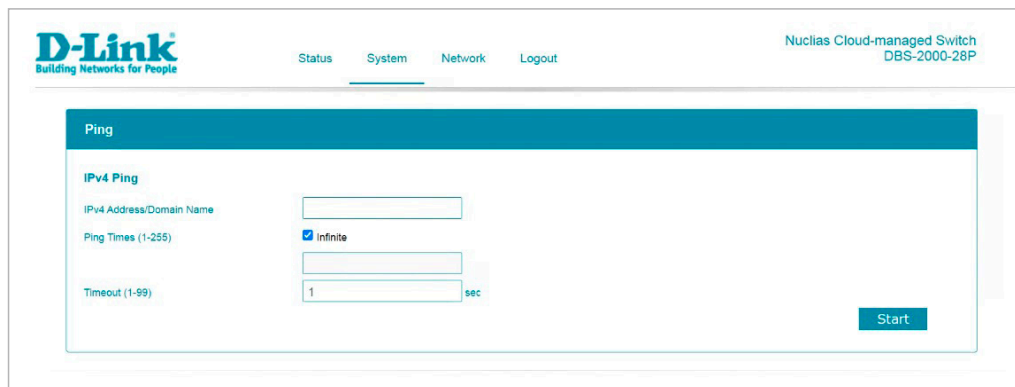 D-Link
Building Networks for People
Status System Network Logout
Nuclias Cloud-managed Switch
DBS-2000-28P
Ping
IPv4 Ping
IPv4 Address/Domain Name
Ping Times (1-255) Infinite
Timeout (1-99) 1 sec
Start